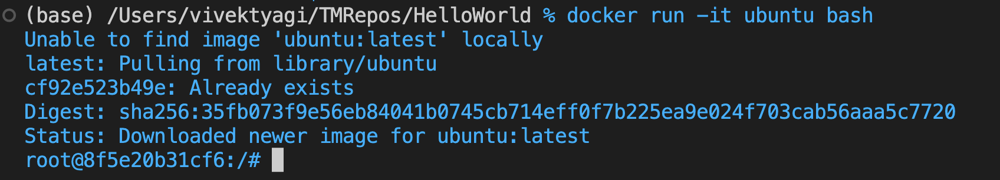 (base) /Users/vivektyagi/TMRepos/HelloWorld % docker run -it ubuntu bash
Unable to find image 'ubuntu:latest' locally
latest: Pulling from library/ubuntu
cf92e523b49e: Already exists
Digest: sha256:35fb073f9e56eb84041b0745cb714eff0f7b225ea9e024f703cab56aaa5c7720
Status: Downloaded newer image for ubuntu:latest
root@8f5e20b31cf6:/#